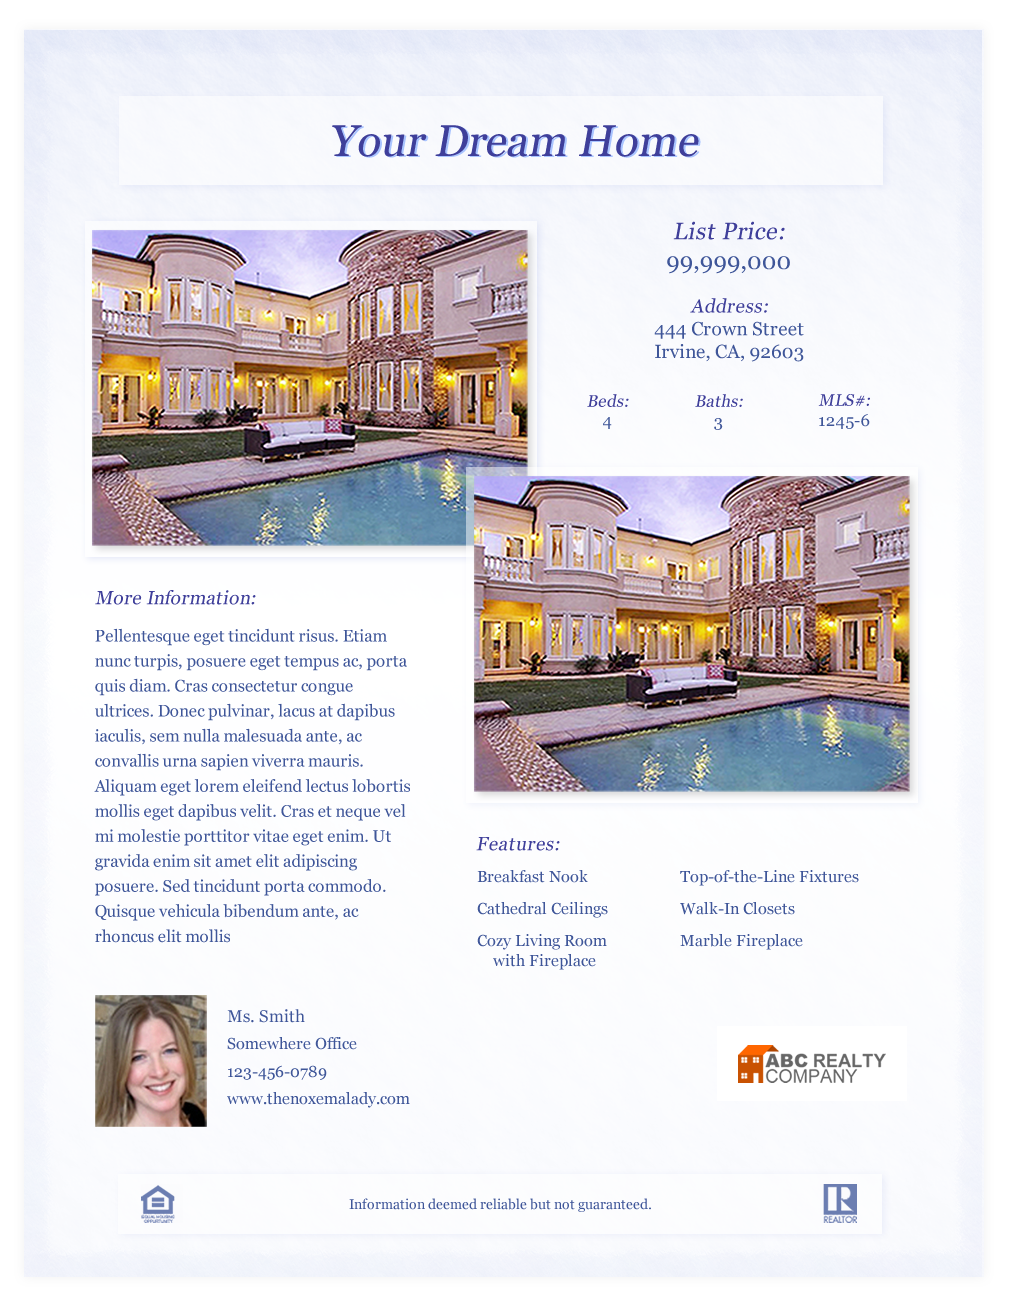 Your Dream Home
List Price:
99,999,000
Address:
444 Crown Street
Irvine, CA, 92603
Beds:
4
Baths:
3
MLS#:
1245-6
More Information:
Pellentesque eget tincidunt risus. Etiam
nunc turpis, posuere eget tempus ac, porta
quis diam. Cras consectetur congue
ultrices. Donec pulvinar, lacus at dapibus
iaculis, sem nulla malesuada ante, ac
convallis urna sapien viverra mauris.
Aliquam eget lorem eleifend lectus lobortis
mollis eget dapibus velit. Cras et neque vel
mi molestie porttitor vitae eget enim. Ut
gravida enim sit amet elit adipiscing
posuere. Sed tincidunt porta commodo.
Quisque vehicula bibendum ante, ac
rhoncus elit mollis
Features:
Breakfast Nook
Cathedral Ceilings
Cozy Living Room
with Fireplace
Top-of-the-Line Fixtures
Walk-In Closets
Marble Fireplace
Ms. Smith
Somewhere Office
123-456-0789
www.thenoxemalady.com
ABC REALTY
COMPANY
EQUAL HOUSING
OPPORTUNITY
Information deemed reliable but not guaranteed.
R
REALTOR